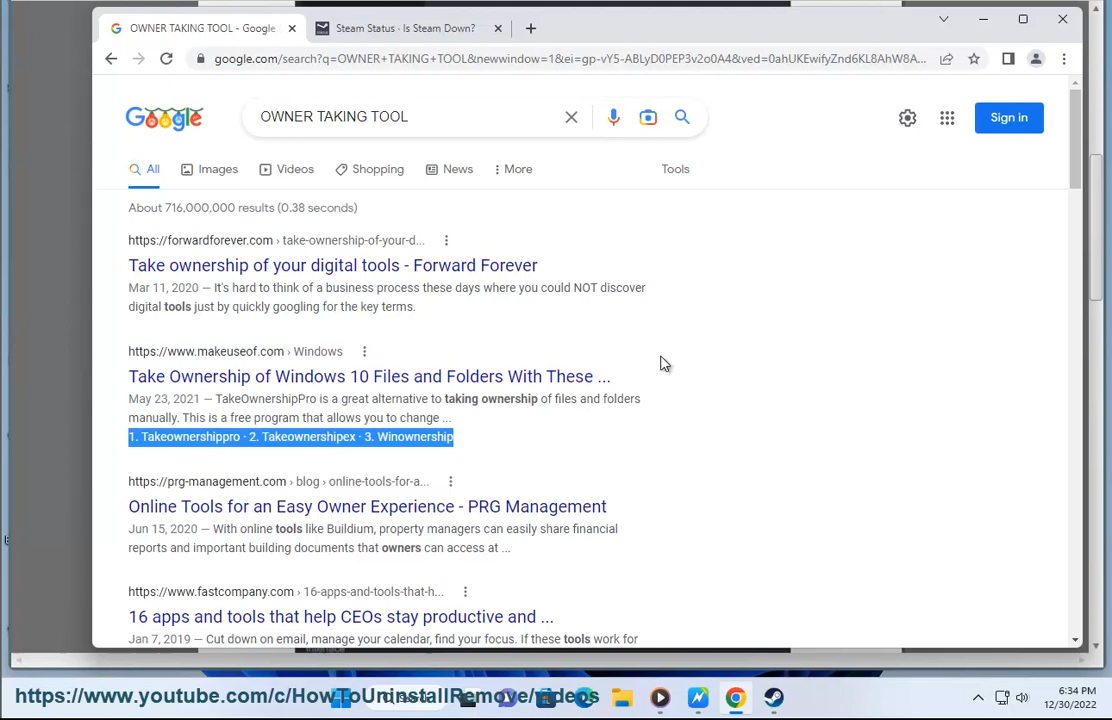 OWNER TAKING TOOL - Google
Steam Status · Is Steam Down?
google.com/search?q=OWNER+TAKING+TOOL&newwindow=1&ei=gp-vY5-ABLyD0PEP3v2o0A4&ved=0ahUKEwifyZnd6KL8AhW8A...
Google
OWNER TAKING TOOL
Sign in
All
Images
Videos
Shopping
News
More
Tools
About 716,000,000 results (0.38 seconds)
https://forwardforever.com › take-ownership-of-your-d...
Take ownership of your digital tools - Forward Forever
Mar 11, 2020 — It's hard to think of a business process these days where you could NOT discover
digital tools just by quickly googling for the key terms.
https://www.makeuseof.com › Windows
Take Ownership of Windows 10 Files and Folders With These ...
May 23, 2021 — TakeOwnershipPro is a great alternative to taking ownership of files and folders
manually. This is a free program that allows you to change ...
1. Takeownershippro · 2. Takeownershipex · 3. Winownership
https://prg-management.com › blog › online-tools-for-a...
Online Tools for an Easy Owner Experience - PRG Management
Jun 15, 2020 — With online tools like Buildium, property managers can easily share financial
reports and important building documents that owners can access at ...
https://www.fastcompany.com › 16-apps-and-tools-that-h...
16 apps and tools that help CEOs stay productive and ...
Jan 7, 2019 — Cut down on email, manage your calendar, find your focus. If these tools work for
https://www.youtube.com/c/HowToUninstallRemove/videos
6:34 PM
12/30/2022